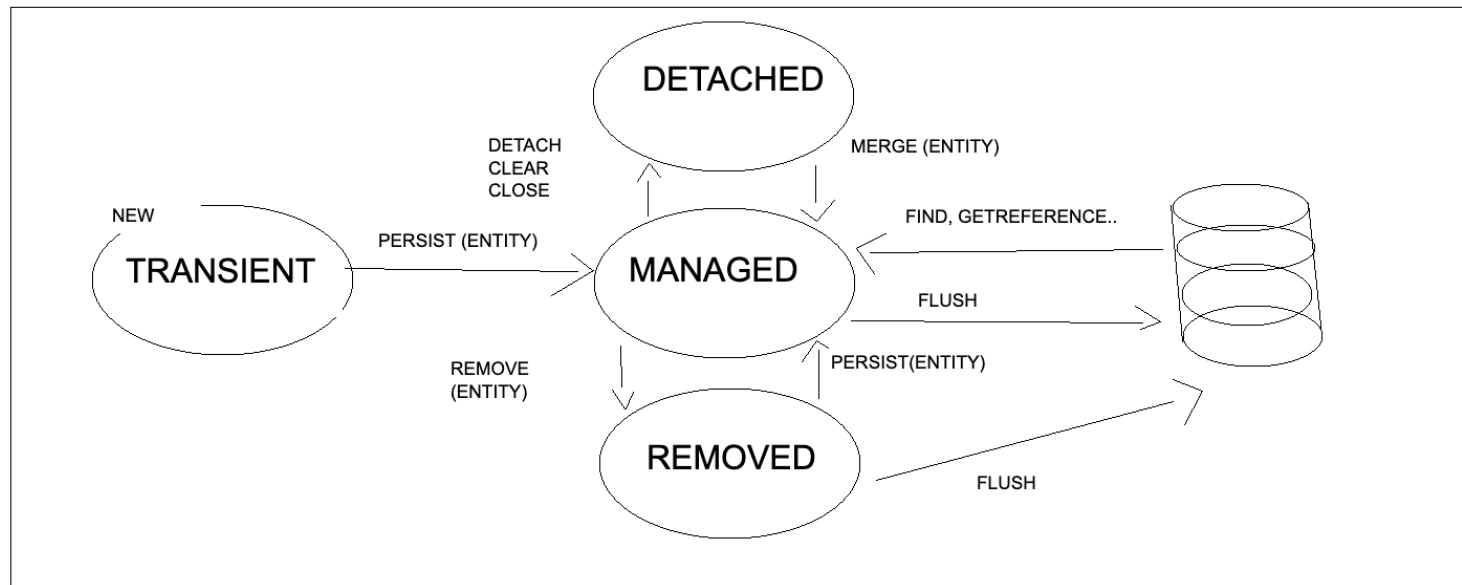 DETACHED
DETACH
CLEAR
CLOSE
MERGE (ENTITY)
NEW
TRANSIENT
PERSIST (ENTITY)
MANAGED
FIND, GETREFERENCE..
FLUSH
REMOVE
(ENTITY)
PERSIST(ENTITY)
REMOVED
FLUSH